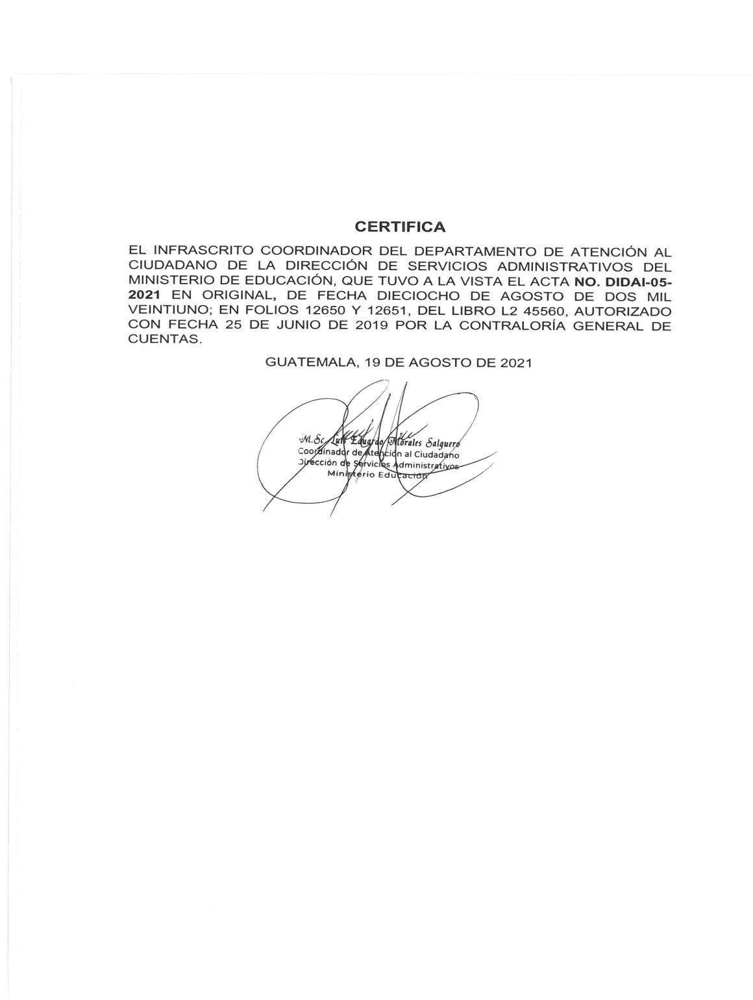 CERTIFICA
EL INFRASCRITO COORDINADOR DEL DEPARTAMENTO DE ATENCIÓN AL
CIUDADANO DE LA DIRECCIÓN DE SERVICIOS ADMINISTRATIVOS DEL
MINISTERIO DE EDUCACIÓN, QUE TUVO A LA VISTA EL ACTA NO. DIDAI-05-
2021 EN ORIGINAL, DE FECHA DIECIOCHO DE AGOSTO DE DOS MIL
VEINTIUNO; EN FOLIOS 12650 Y 12651, DEL LIBRO L2 45560, AUTORIZADO
CON FECHA 25 DE JUNIO DE 2019 POR LA CONTRALORÍA GENERAL DE
CUENTAS.
GUATEMALA, 19 DE AGOSTO DE 2021
M.Sc. Luis Eduardo Morales Salguero
Coordinador de Atención al Ciudadano
Dirección de Servicios Administrativos
Ministerio Educación